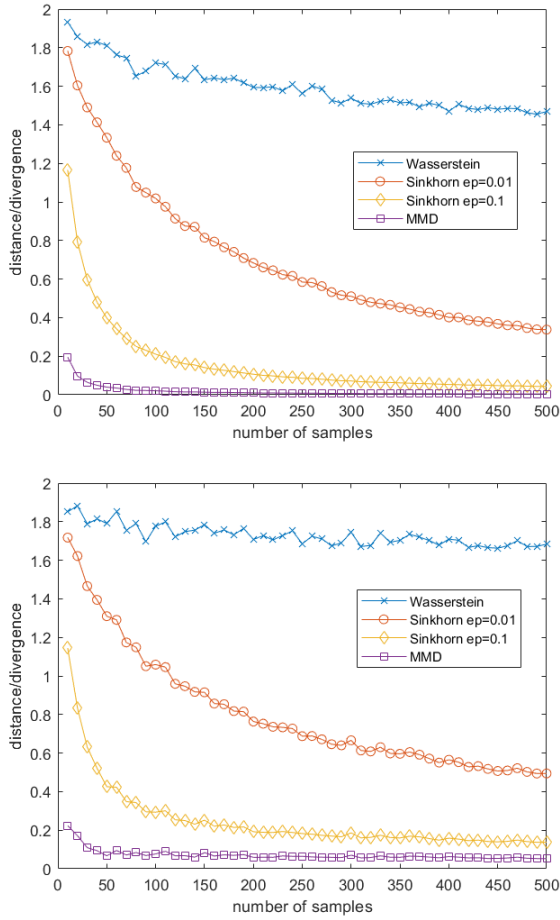 2
1.8
1.6
1.4
1.2
1
0.8
0.6
0.4
0.2
0
distance/divergence
Wasserstein
Sinkhorn ep=0.01
Sinkhorn ep=0.1
MMD
0 50 100 150 200 250 300 350 400 450 500
number of samples
2
1.8
1.6
1.4
1.2
1
0.8
0.6
0.4
0.2
0
distance/divergence
Wasserstein
Sinkhorn ep=0.01
Sinkhorn ep=0.1
MMD
0 50 100 150 200 250 300 350 400 450 500
number of samples